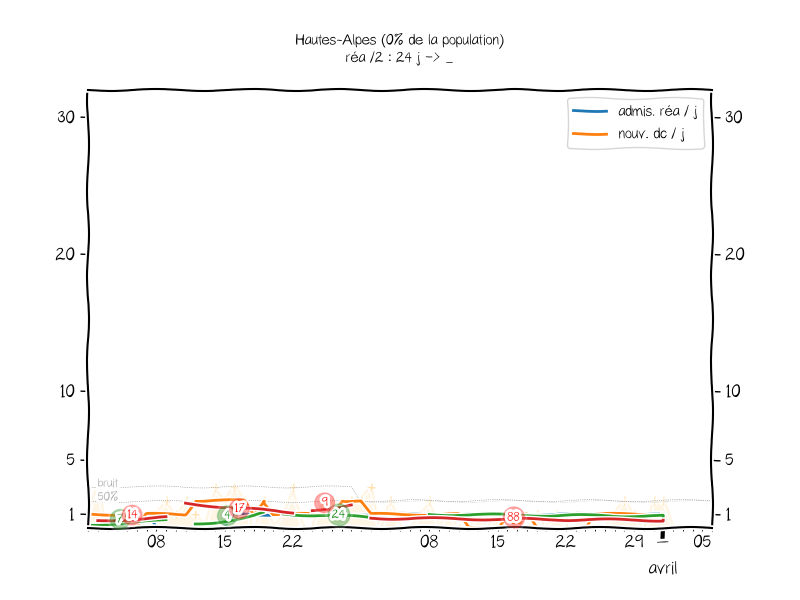 Hautes-Alpes (0% de la population)
réa /2 : 24 j -> _
admis. réa / j
nouv. dc / j
30 30
20 20
10 10
5 5
bruit
50%
1 1
7 14 4 17 9 24 88
08 15 22 08 15 22 29 _ 05
avril